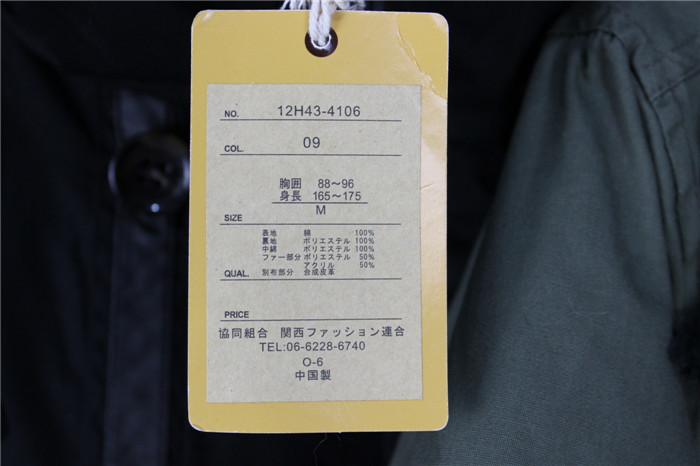 NO. 12H43-4106
COL. 09
胸囲 88～96
身長 165～175
SIZE M
表地 綿 100%
裏地 ポリエステル 100%
中綿 ポリエステル 100%
ファー部分 ポリエステル 50%
アクリル 50%
QUAL. 別布部分 合成皮革
PRICE
協同組合 関西ファッション連合
TEL:06-6228-6740
O-6
中国製